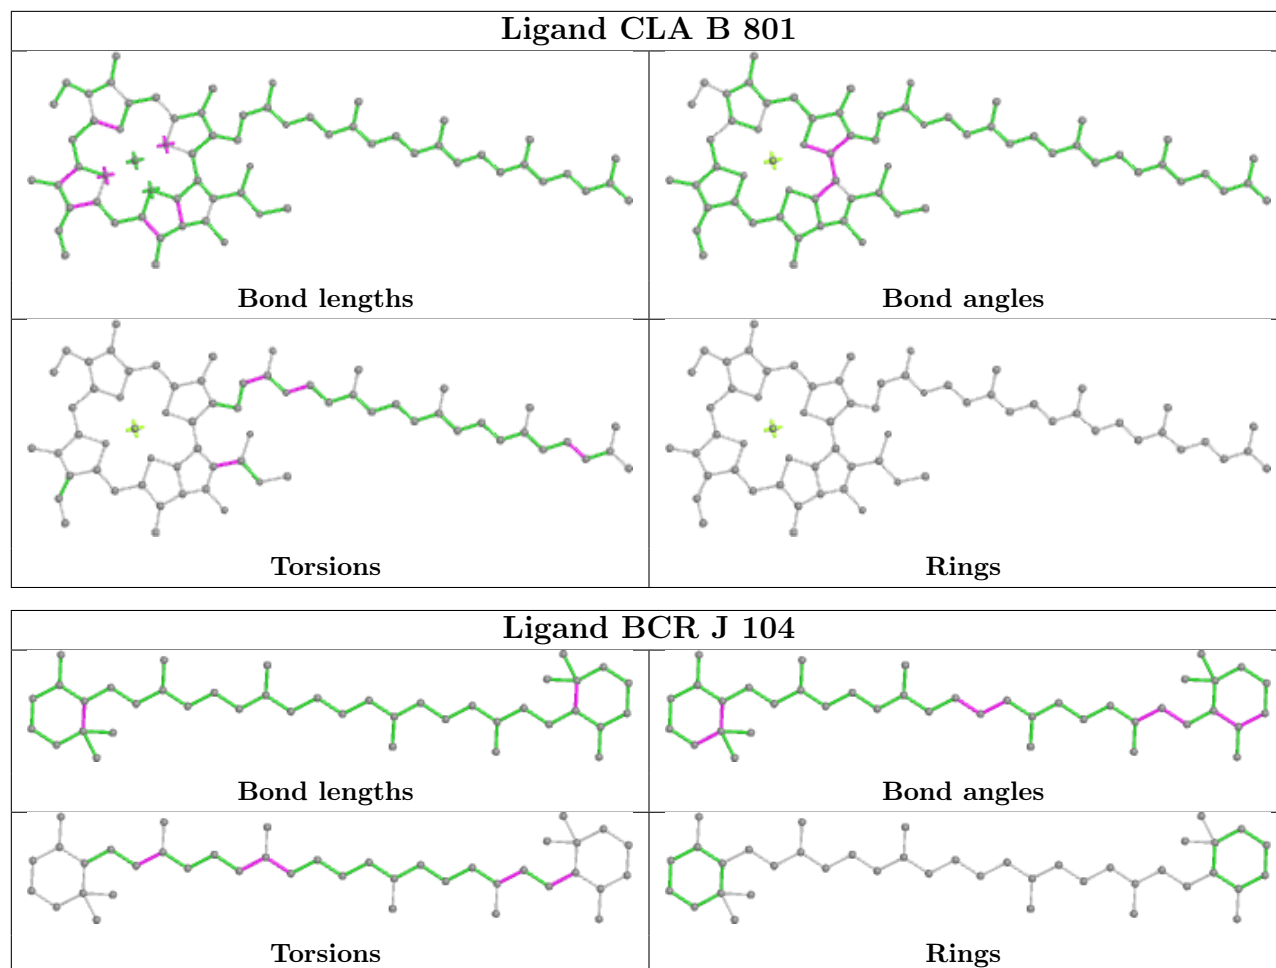 Ligand CLA B 801
Bond lengths
Bond angles
Torsions
Rings
Ligand BCR J 104
Bond lengths
Bond angles
Torsions
Rings